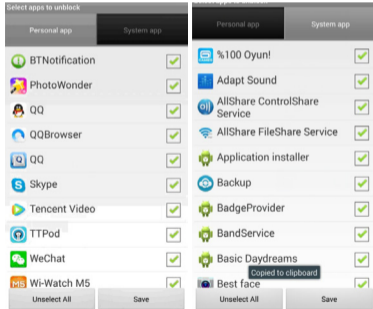 Select apps to unblock
Personal app
System app
BTNotification
PhotoWonder
QQ
QQBrowser
QQ
Skype
Tencent Video
TTPod
WeChat
Wi-Watch M5
Unselect All
Save
Personal app
System app
%100 Oyun!
Adapt Sound
AllShare ControlShare
Service
AllShare FileShare Service
Application installer
Backup
BadgeProvider
BandService
Basic Daydreams
Copied to clipboard
Best face
Unselect All
Save